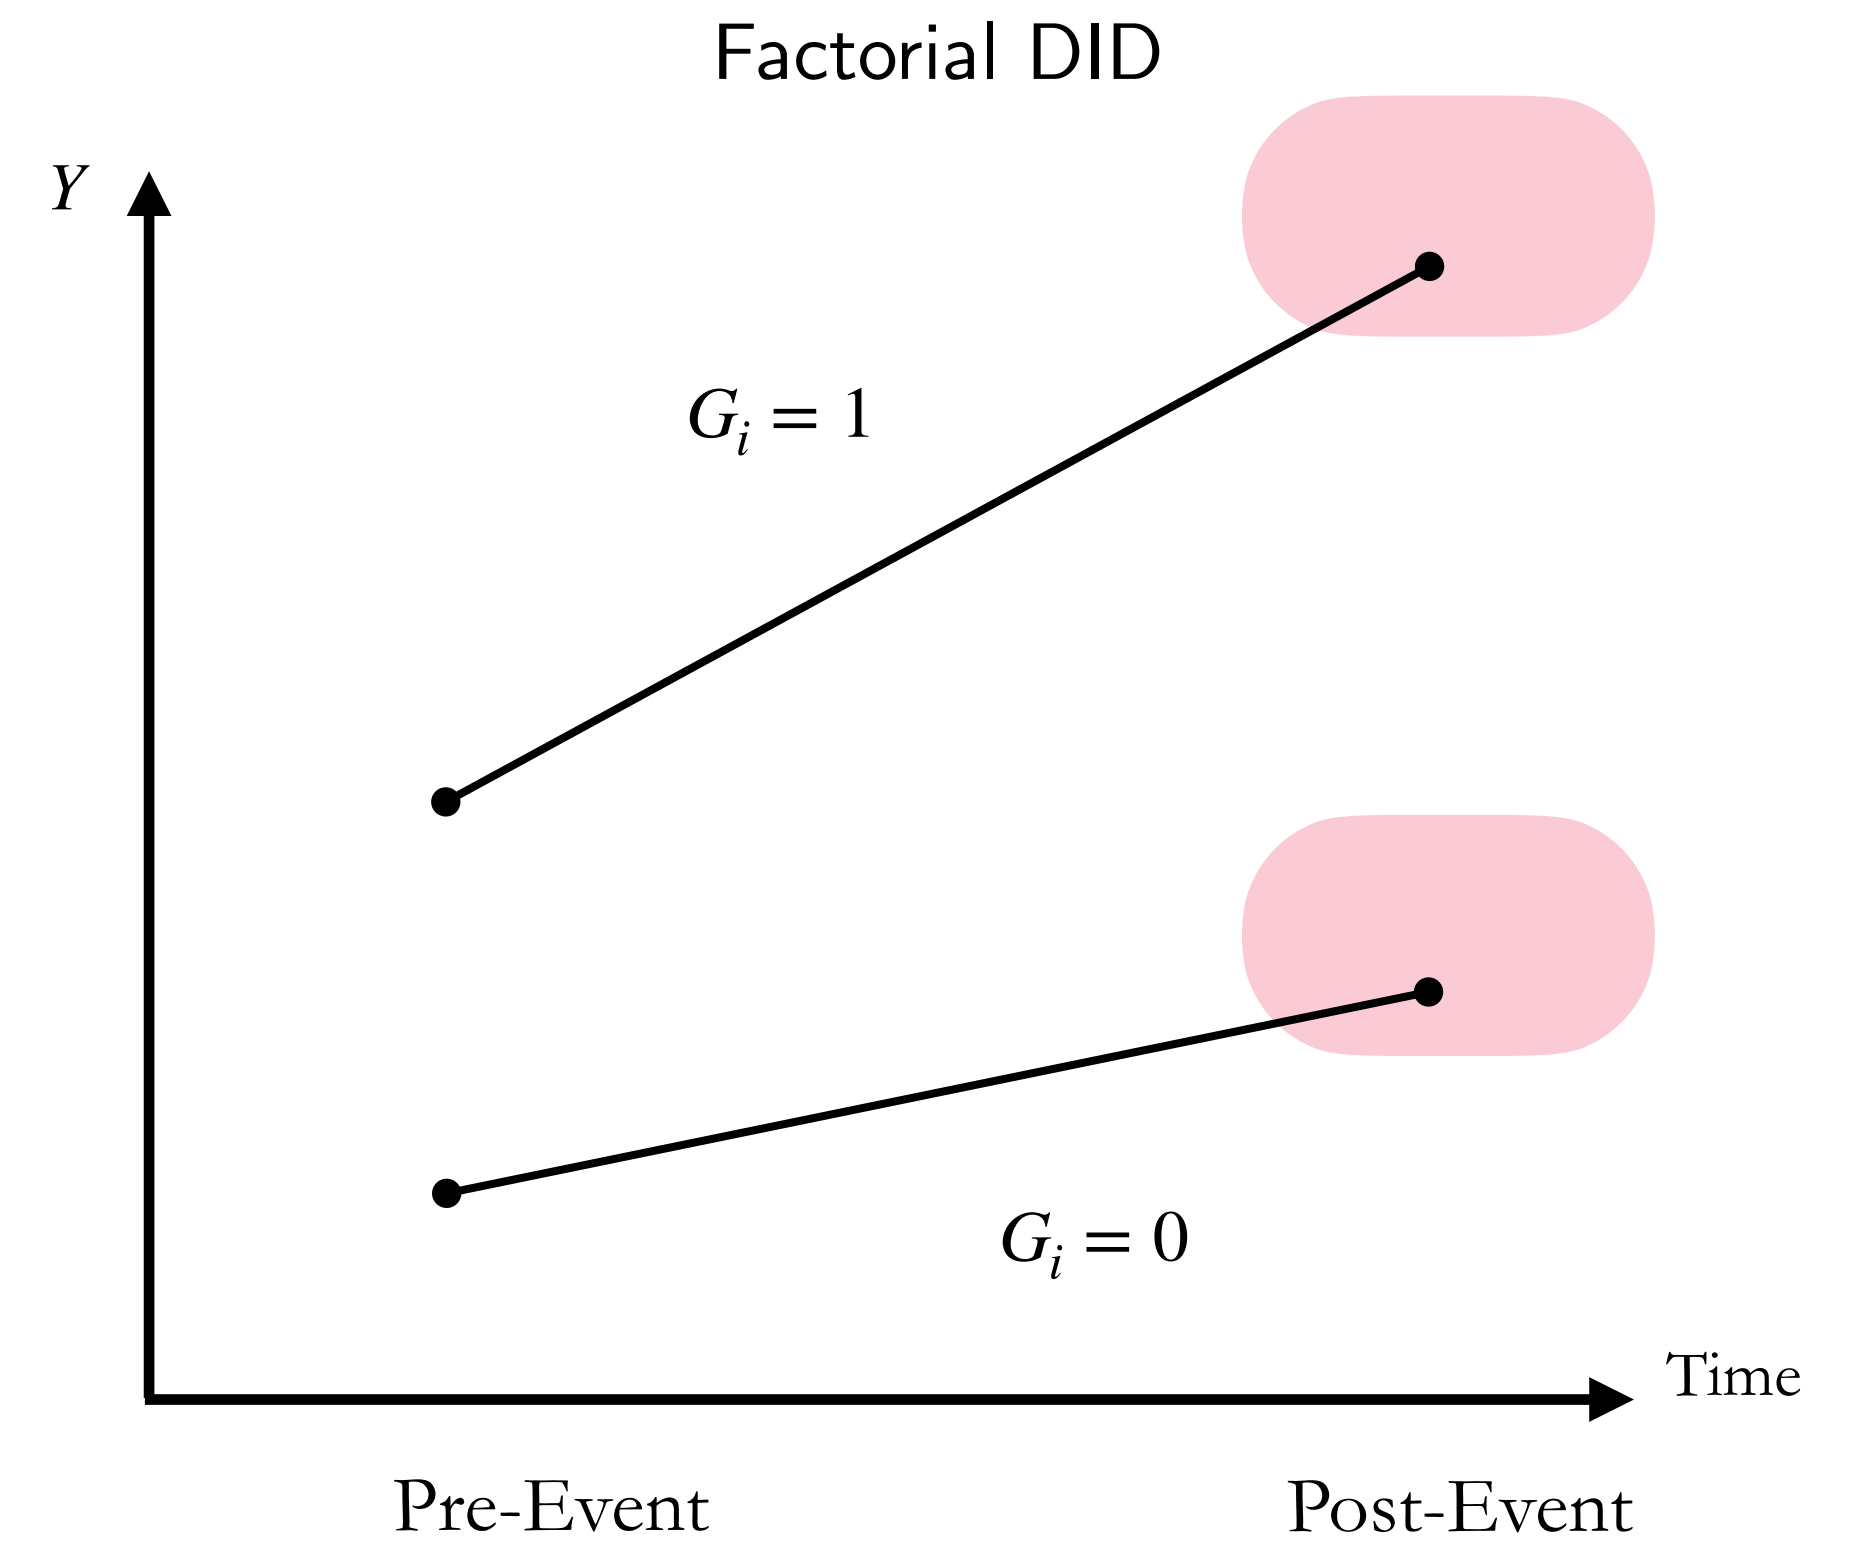 Factorial DID
Y
G_i = 1
G_i = 0
Time
Pre-Event
Post-Event